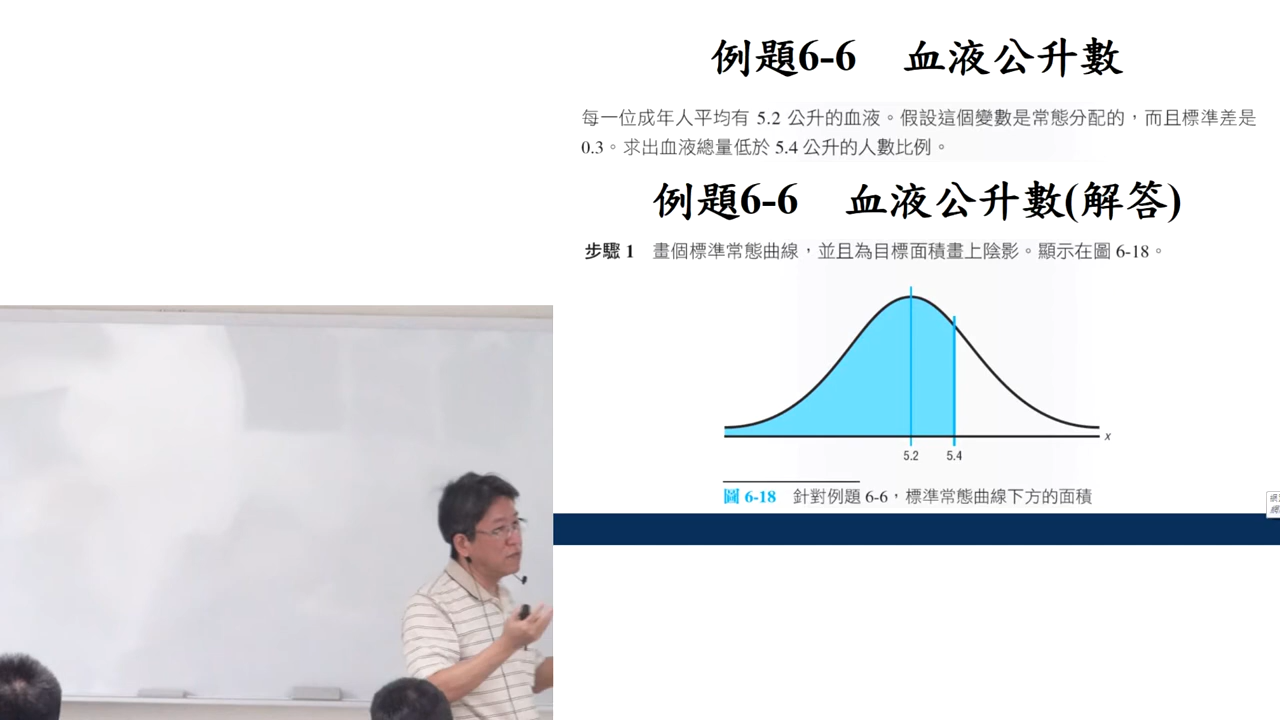 例題6-6 血液公升數
每一位成年人平均有 5.2 公升的血液。假設這個變數是常態分配的，而且標準差是
0.3。求出血液總量低於 5.4 公升的人數比例。
例題6-6 血液公升數(解答)
步驟 1 畫個標準常態曲線，並且為目標面積畫上陰影。顯示在圖 6-18。
x
5.2 5.4
圖 6-18 針對例題 6-6，標準常態曲線下方的面積